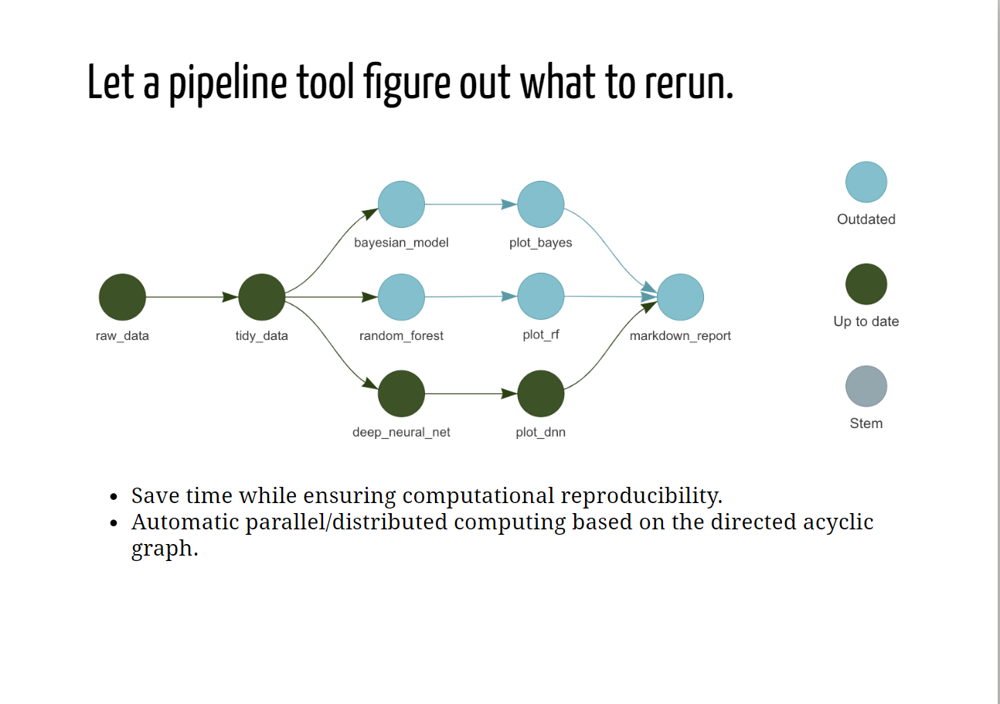 Let a pipeline tool figure out what to rerun.
bayesian_model
plot_bayes
raw_data
tidy_data
random_forest
plot_rf
markdown_report
deep_neural_net
plot_dnn
Outdated
Up to date
Stem
• Save time while ensuring computational reproducibility.
• Automatic parallel/distributed computing based on the directed acyclic
graph.